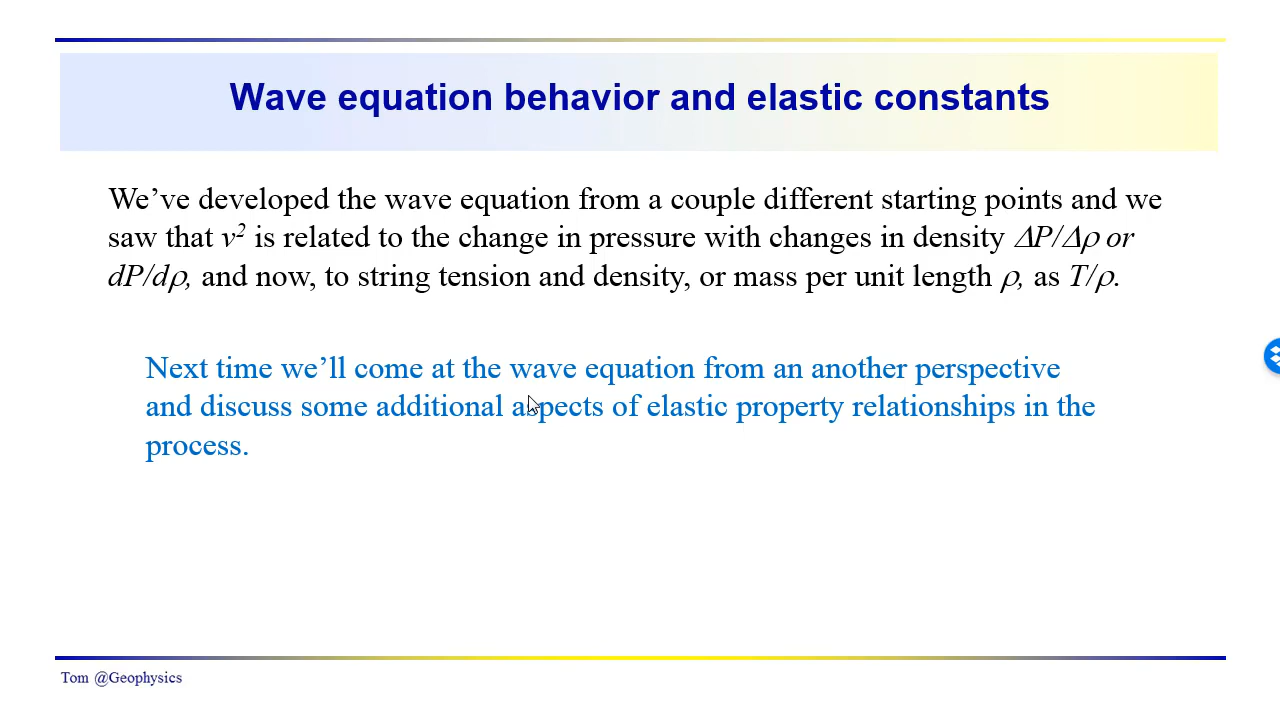 Wave equation behavior and elastic constants
We’ve developed the wave equation from a couple different starting points and we
saw that v² is related to the change in pressure with changes in density ΔP/Δρ or
dP/dρ, and now, to string tension and density, or mass per unit length ρ, as T/ρ.
Next time we’ll come at the wave equation from an another perspective
and discuss some additional aspects of elastic property relationships in the
process.
Tom @Geophysics